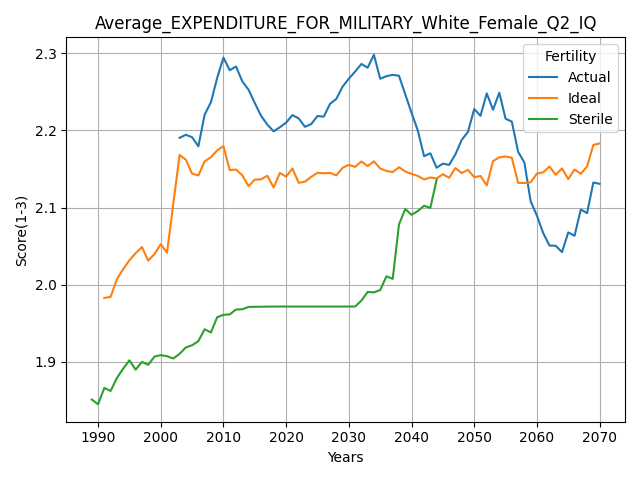 Average_EXPENDITURE_FOR_MILITARY_White_Female_Q2_IQ
Fertility
Actual
Ideal
Sterile
Score(1-3)
2.3
2.2
2.1
2.0
1.9
1990 2000 2010 2020 2030 2040 2050 2060 2070
Years